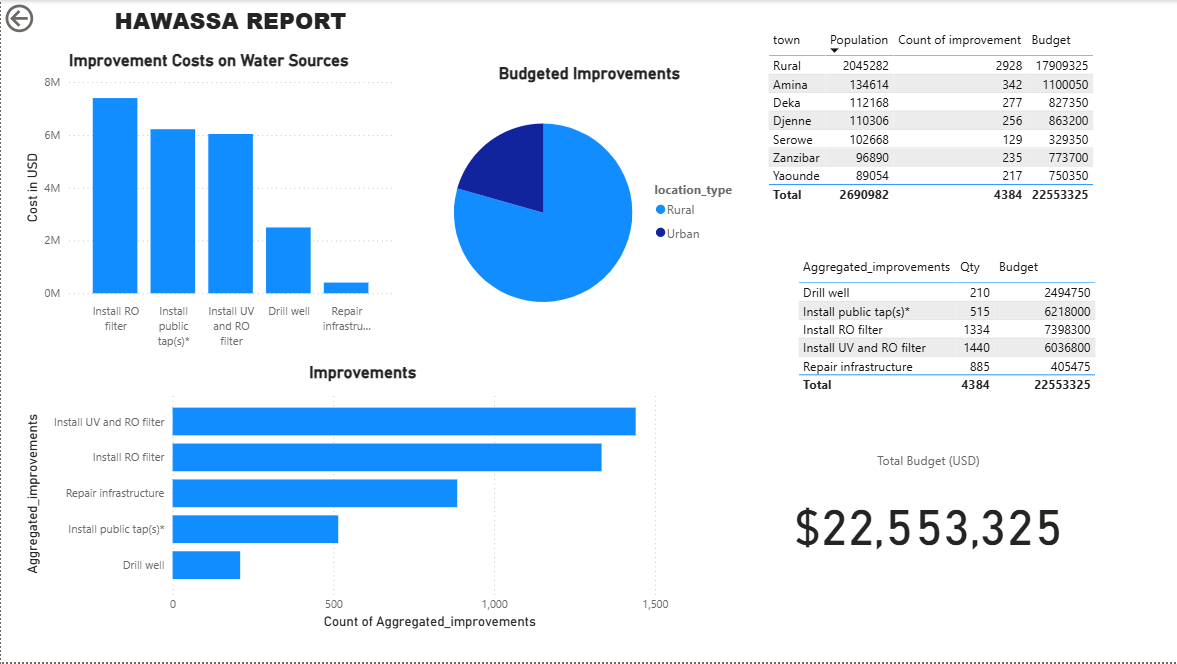 HAWASSA REPORT
Improvement Costs on Water Sources
Cost in USD
8M
6M
4M
2M
0M
Install RO filter
Install public tap(s)*
Install UV and RO filter
Drill well
Repair infrastru...
Budgeted Improvements
location_type
Rural
Urban
town Population Count of improvement Budget
Rural 2045282 2928 17909325
Amina 134614 342 1100050
Deka 112168 277 827350
Djenne 110306 256 863200
Serowe 102668 129 329350
Zanzibar 96890 235 773700
Yaounde 89054 217 750350
Total 2690982 4384 22553325
Aggregated_improvements Qty Budget
Drill well 210 2494750
Install public tap(s)* 515 6218000
Install RO filter 1334 7398300
Install UV and RO filter 1440 6036800
Repair infrastructure 885 405475
Total 4384 22553325
Improvements
Aggregated_improvements
Install UV and RO filter
Install RO filter
Repair infrastructure
Install public tap(s)*
Drill well
0 500 1,000 1,500
Count of Aggregated_improvements
Total Budget (USD)
$22,553,325